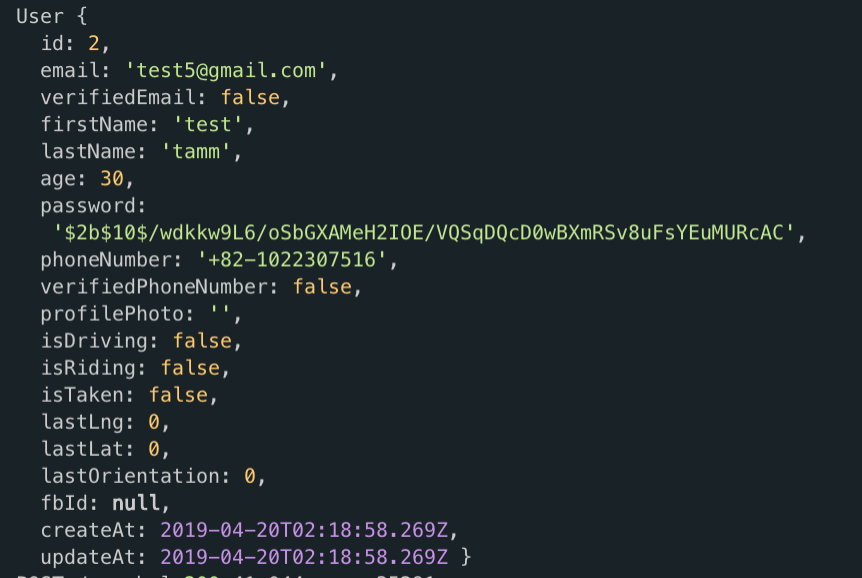 User {
id: 2,
email: 'test5@gmail.com',
verifiedEmail: false,
firstName: 'test',
lastName: 'tamm',
age: 30,
password:
'$2b$10$/wdkkw9L6/oSbGXAMeH2IOE/VQSqDQcD0wBXmRSv8uFsYEuMURcAC',
phoneNumber: '+82-1022307516',
verifiedPhoneNumber: false,
profilePhoto: '',
isDriving: false,
isRiding: false,
isTaken: false,
lastLng: 0,
lastLat: 0,
lastOrientation: 0,
fbId: null,
createAt: 2019-04-20T02:18:58.269Z,
updateAt: 2019-04-20T02:18:58.269Z }